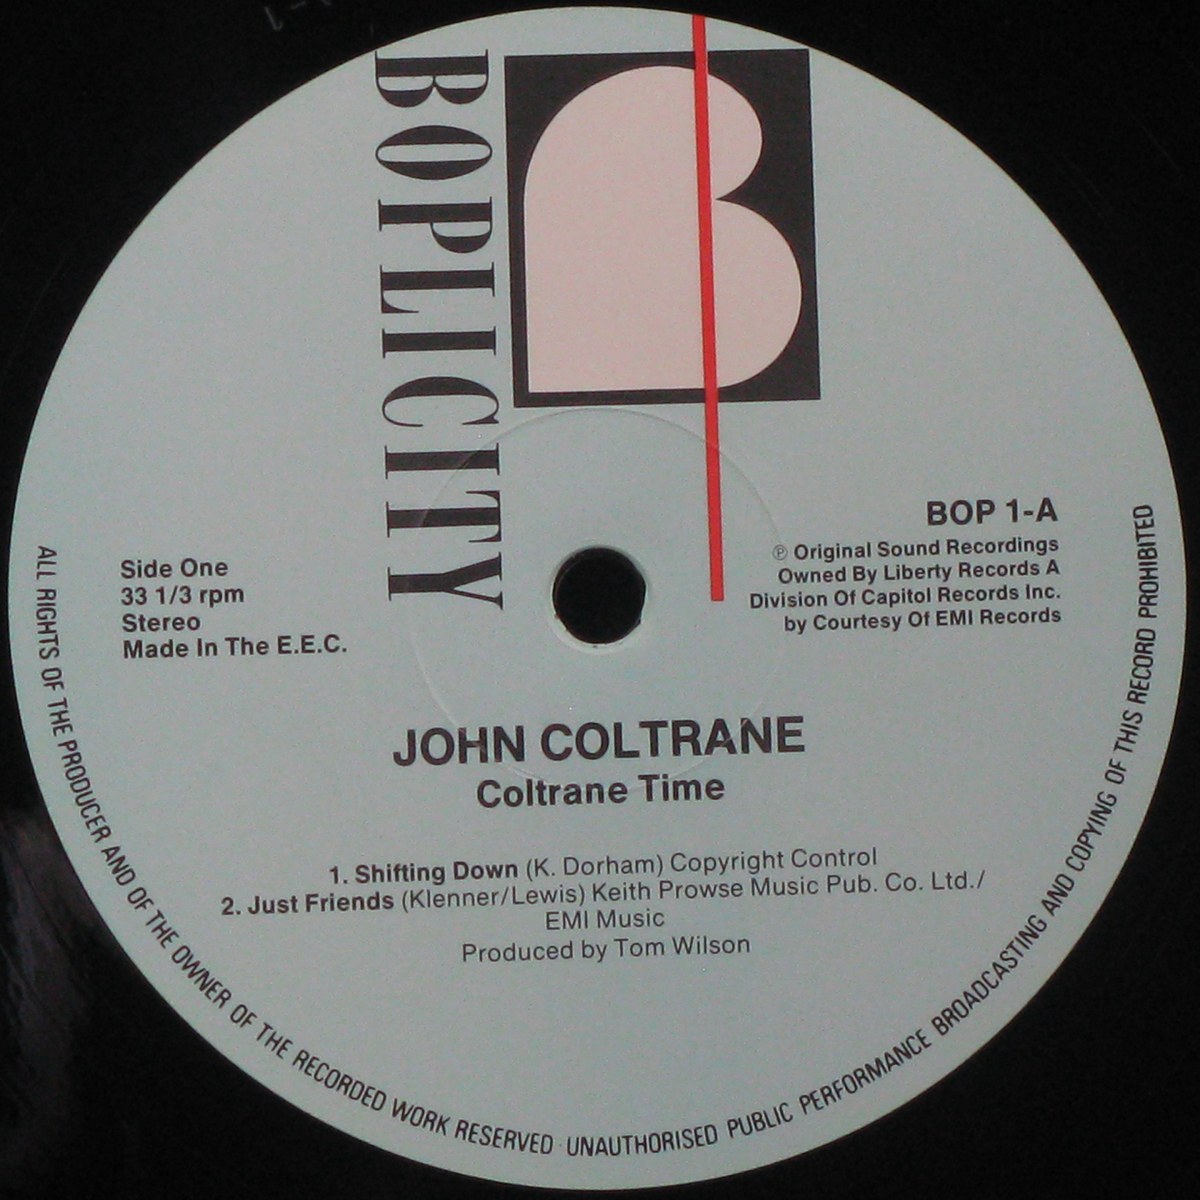 BOPLICITY
B
BOP 1-A
℗ Original Sound Recordings
Owned By Liberty Records A
Division Of Capitol Records Inc.
by Courtesy Of EMI Records
Side One
33 1/3 rpm
Stereo
Made In The E.E.C.
JOHN COLTRANE
Coltrane Time
1. Shifting Down (K. Dorham) Copyright Control
2. Just Friends (Klenner/Lewis) Keith Prowse Music Pub. Co. Ltd./
EMI Music
Produced by Tom Wilson
ALL RIGHTS OF THE PRODUCER AND OF THE OWNER OF THE RECORDED WORK RESERVED · UNAUTHORISED PUBLIC PERFORMANCE BROADCASTING AND COPYING OF THIS RECORD PROHIBITED